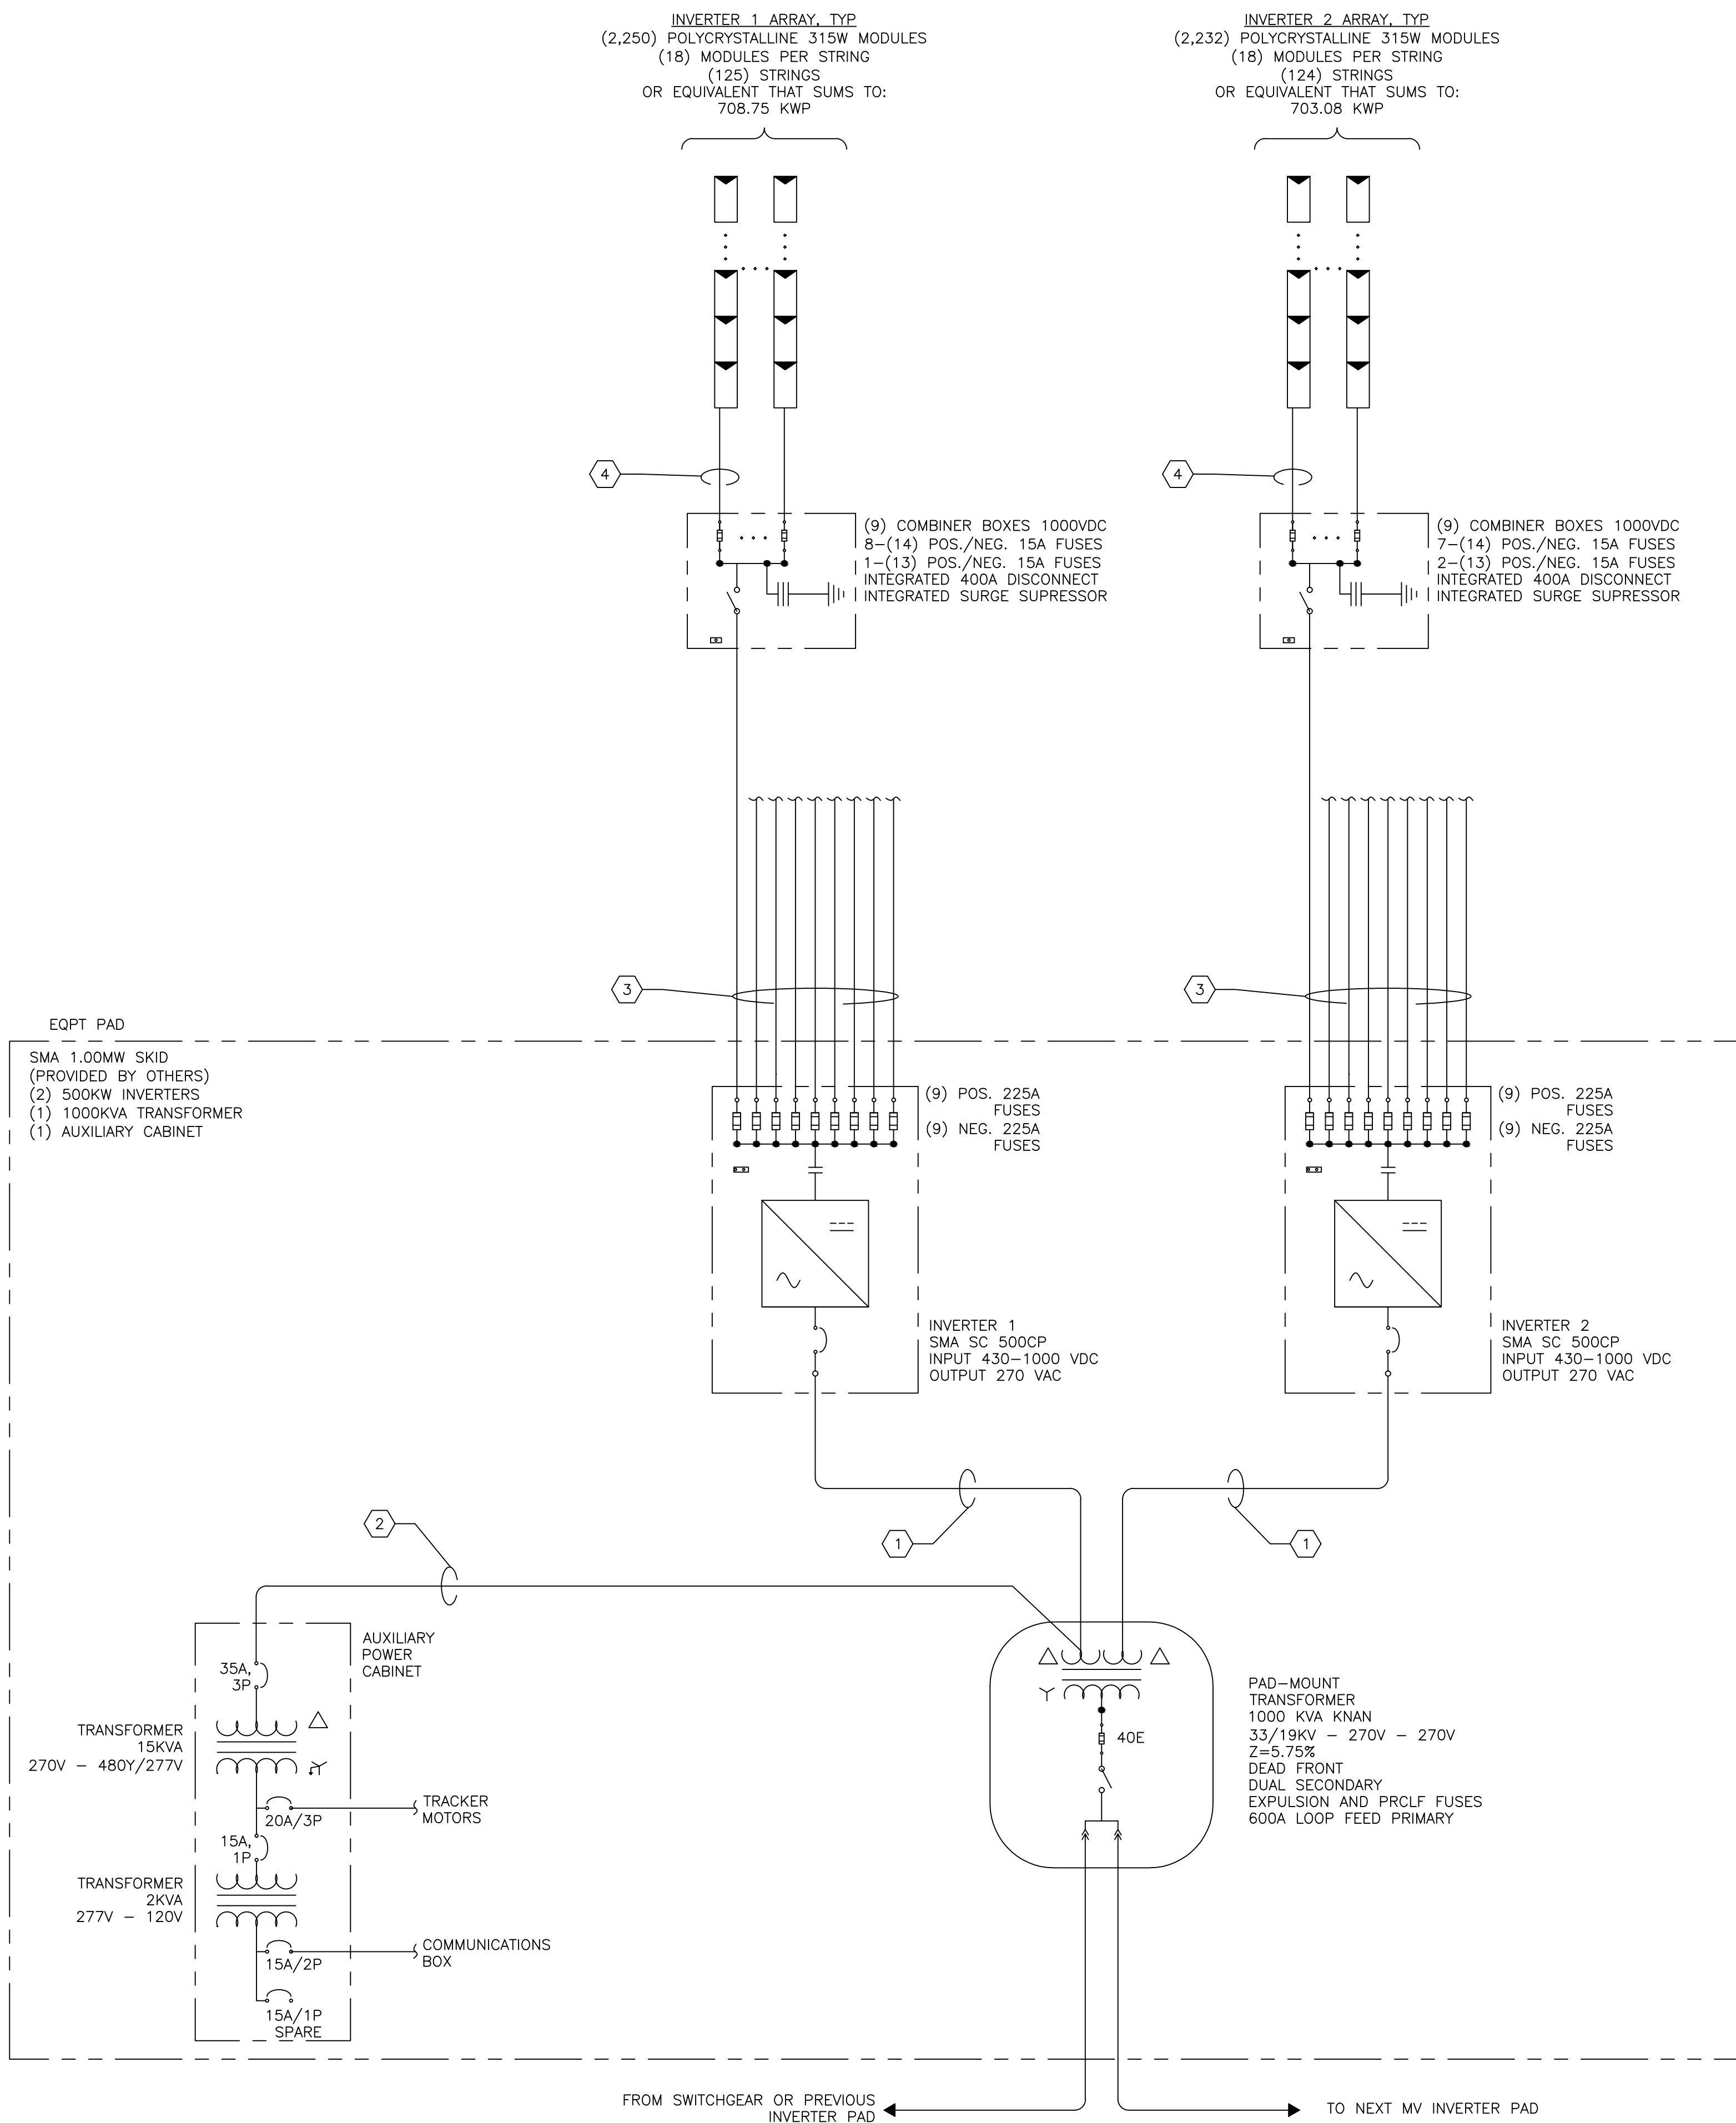 INVERTER 1 ARRAY, TYP
(2,250) POLYCRYSTALLINE 315W MODULES
(18) MODULES PER STRING
(125) STRINGS
OR EQUIVALENT THAT SUMS TO:
708.75 KWP
INVERTER 2 ARRAY, TYP
(2,232) POLYCRYSTALLINE 315W MODULES
(18) MODULES PER STRING
(124) STRINGS
OR EQUIVALENT THAT SUMS TO:
703.08 KWP
4
4
(9) COMBINER BOXES 1000VDC
8-(14) POS./NEG. 15A FUSES
1-(13) POS./NEG. 15A FUSES
INTEGRATED 400A DISCONNECT
INTEGRATED SURGE SUPRESSOR
(9) COMBINER BOXES 1000VDC
7-(14) POS./NEG. 15A FUSES
2-(13) POS./NEG. 15A FUSES
INTEGRATED 400A DISCONNECT
INTEGRATED SURGE SUPRESSOR
3
3
EQPT PAD
SMA 1.00MW SKID
(PROVIDED BY OTHERS)
(2) 500KW INVERTERS
(1) 1000KVA TRANSFORMER
(1) AUXILIARY CABINET
(9) POS. 225A
FUSES
(9) NEG. 225A
FUSES
(9) POS. 225A
FUSES
(9) NEG. 225A
FUSES
INVERTER 1
SMA SC 500CP
INPUT 430-1000 VDC
OUTPUT 270 VAC
INVERTER 2
SMA SC 500CP
INPUT 430-1000 VDC
OUTPUT 270 VAC
2
1
1
AUXILIARY
POWER
CABINET
35A,
3P
TRANSFORMER
15KVA
270V - 480Y/277V
20A/3P
TRACKER
MOTORS
15A,
1P
TRANSFORMER
2KVA
277V - 120V
15A/2P
COMMUNICATIONS
BOX
15A/1P
SPARE
40E
PAD-MOUNT
TRANSFORMER
1000 KVA KNAN
33/19KV - 270V - 270V
Z=5.75%
DEAD FRONT
DUAL SECONDARY
EXPULSION AND PRCLF FUSES
600A LOOP FEED PRIMARY
FROM SWITCHGEAR OR PREVIOUS
INVERTER PAD
TO NEXT MV INVERTER PAD